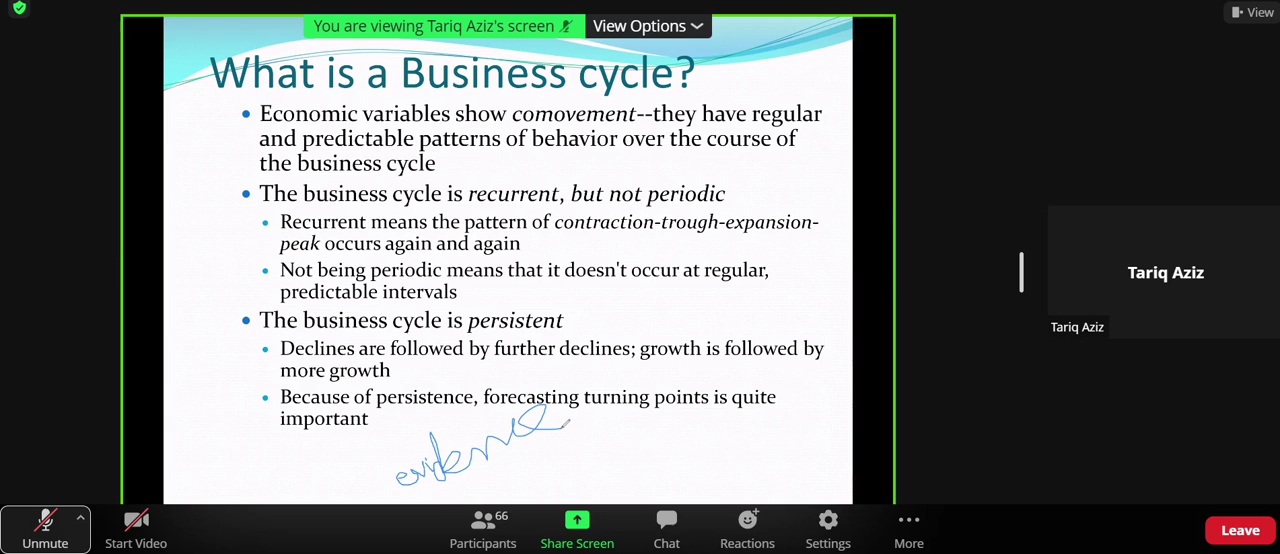 You are viewing Tariq Aziz's screen
View Options
View
What is a Business cycle?
• Economic variables show comovement--they have regular
and predictable patterns of behavior over the course of
the business cycle
• The business cycle is recurrent, but not periodic
• Recurrent means the pattern of contraction-trough-expansion-
peak occurs again and again
• Not being periodic means that it doesn't occur at regular,
predictable intervals
• The business cycle is persistent
• Declines are followed by further declines; growth is followed by
more growth
• Because of persistence, forecasting turning points is quite
important
evidence
Tariq Aziz
Tariq Aziz
Unmute
Start Video
66
Participants
Share Screen
Chat
Reactions
Settings
More
Leave